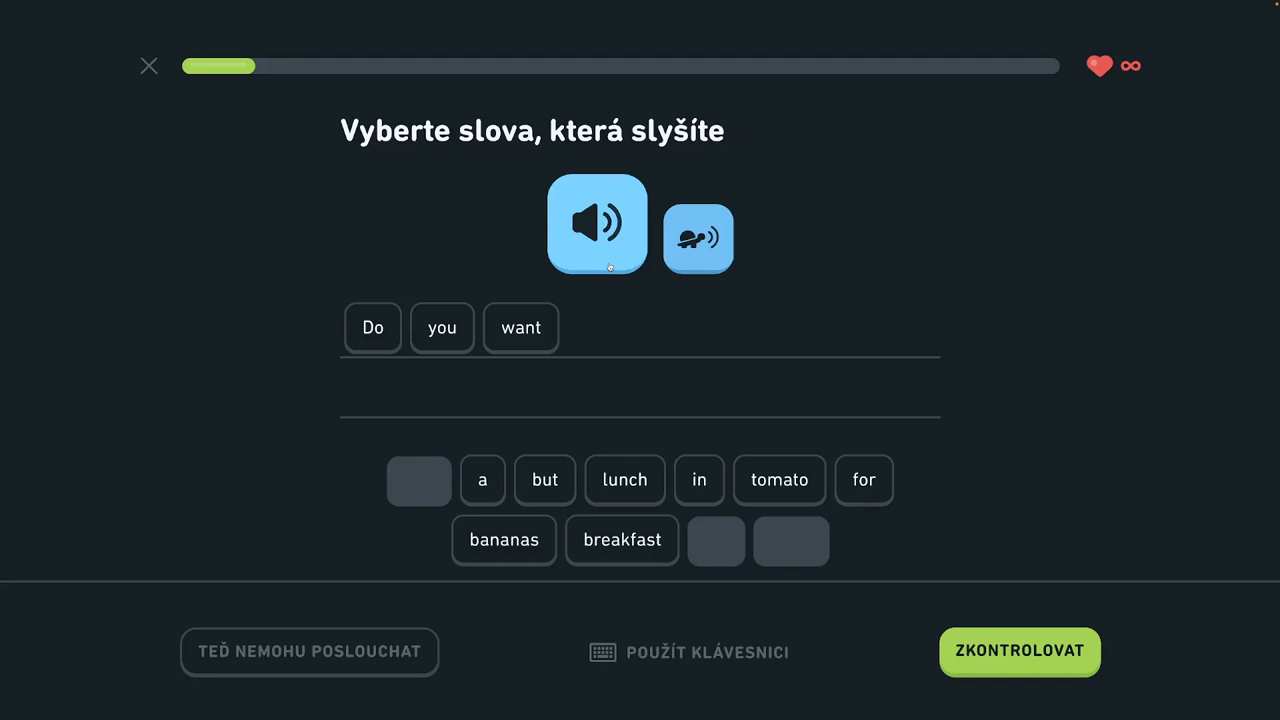 Vyberte slova, která slyšíte
Do you want
a but lunch in tomato for
bananas breakfast
TEĎ NEMOHU POSLOUCHAT POUŽÍT KLÁVESNICI ZKONTROLOVAT